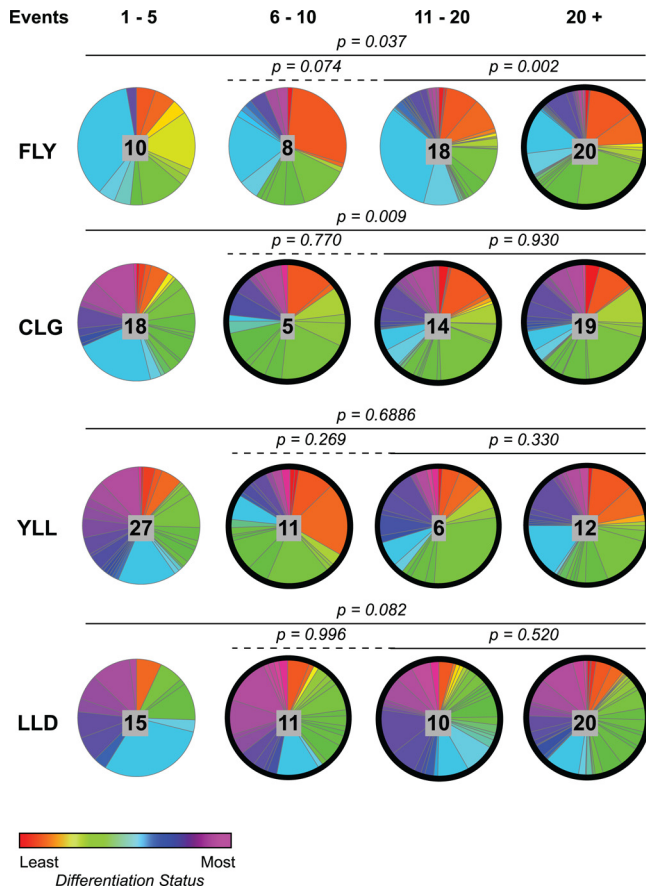 Events 1 - 5 6 - 10 11 - 20 20 +
p = 0.037
p = 0.074 p = 0.002
FLY 10 8 18 20
p = 0.009
p = 0.770 p = 0.930
CLG 18 5 14 19
p = 0.6886
p = 0.269 p = 0.330
YLL 27 11 6 12
p = 0.082
p = 0.996 p = 0.520
LLD 15 11 10 20
Least Most
Differentiation Status